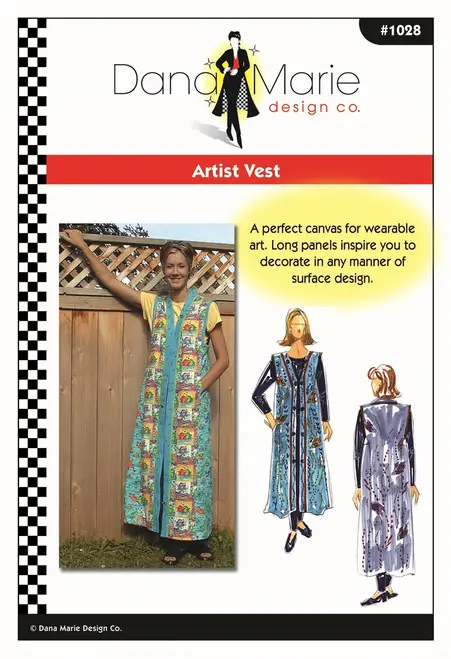 #1028
Dana Marie
design co.
Artist Vest
A perfect canvas for wearable
art. Long panels inspire you to
decorate in any manner of
surface design.
© Dana Marie Design Co.